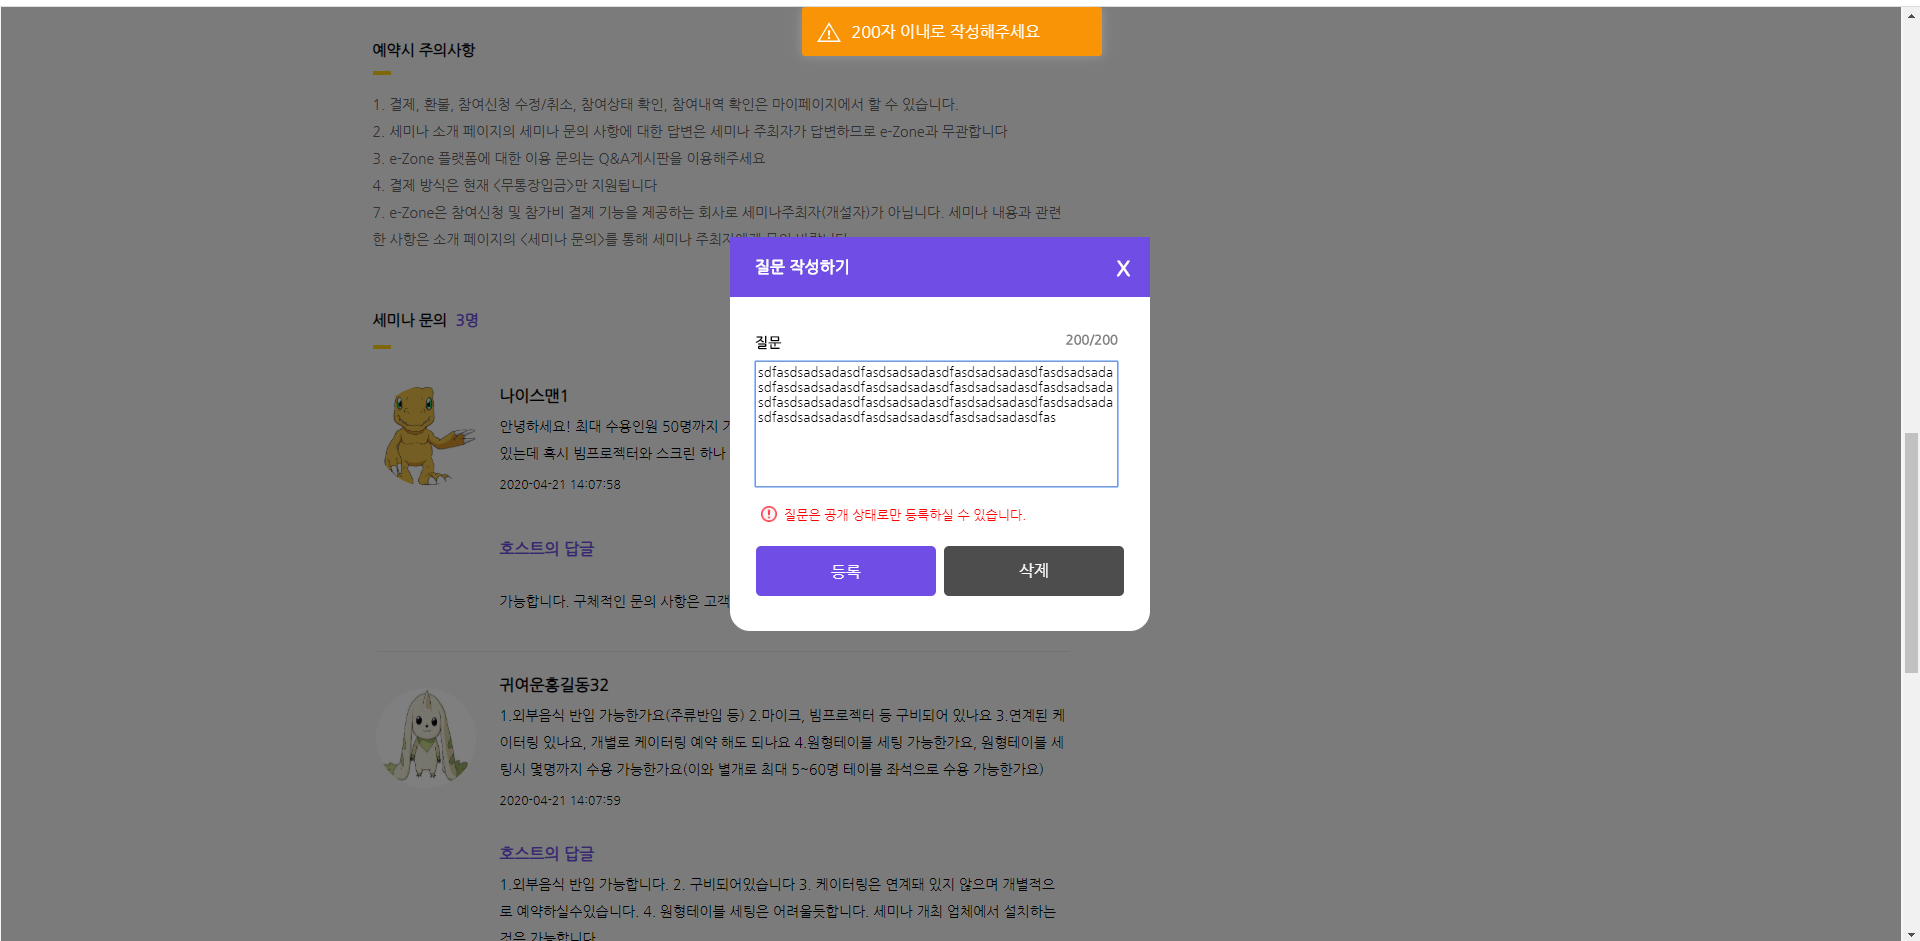 200자 이내로 작성해주세요
예약시 주의사항
1. 결제, 환불, 참여신청 수정/취소, 참여상태 확인, 참여내역 확인은 마이페이지에서 할 수 있습니다.
2. 세미나 소개 페이지의 세미나 문의 사항에 대한 답변은 세미나 주최자가 답변하므로 e-Zone과 무관합니다
3. e-Zone 플랫폼에 대한 이용 문의는 Q&A게시판을 이용해주세요
4. 결제 방식은 현재 <무통장입금>만 지원됩니다
7. e-Zone은 참여신청 및 참가비 결제 기능을 제공하는 회사로 세미나주최자(개설자)가 아닙니다. 세미나 내용과 관련
한 사항은 소개 페이지의 <세미나 문의>를 통해 세미나
세미나 문의 3명
나이스맨1
안녕하세요! 최대 수용인원 50명까지
있는데 혹시 빔프로젝터와 스크린 하나
2020-04-21 14:07:58
호스트의 답글
가능합니다. 구체적인 문의 사항은 고객
귀여운홍길동32
1.외부음식 반입 가능한가요(주류반입 등) 2.마이크, 빔프로젝터 등 구비되어 있나요 3.연계된 케
이터링 있나요, 개별로 케이터링 예약 해도 되나요 4.원형테이블 세팅 가능한가요, 원형테이블 세
팅시 몇명까지 수용 가능한가요(이와 별개로 최대 5~60명 테이블 좌석으로 수용 가능한가요)
2020-04-21 14:07:59
호스트의 답글
1.외부음식 반입 가능합니다. 2. 구비되어있습니다 3. 케이터링은 연계돼 있지 않으며 개별적으
로 예약하실수있습니다. 4. 원형테이블 세팅은 어려울듯합니다. 세미나 개최 업체에서 설치하는
것은 가능합니다
질문 작성하기 X
질문 200/200
sdfasdsadsadasdfasdsadsadasdfasdsadsadasdfasdsadsada
sdfasdsadsadasdfasdsadsadasdfasdsadsadasdfasdsadsada
sdfasdsadsadasdfasdsadsadasdfasdsadsadasdfasdsadsada
sdfasdsadsadasdfasdsadsadasdfasdsadsadasdfas
질문은 공개 상태로만 등록하실 수 있습니다.
등록 삭제